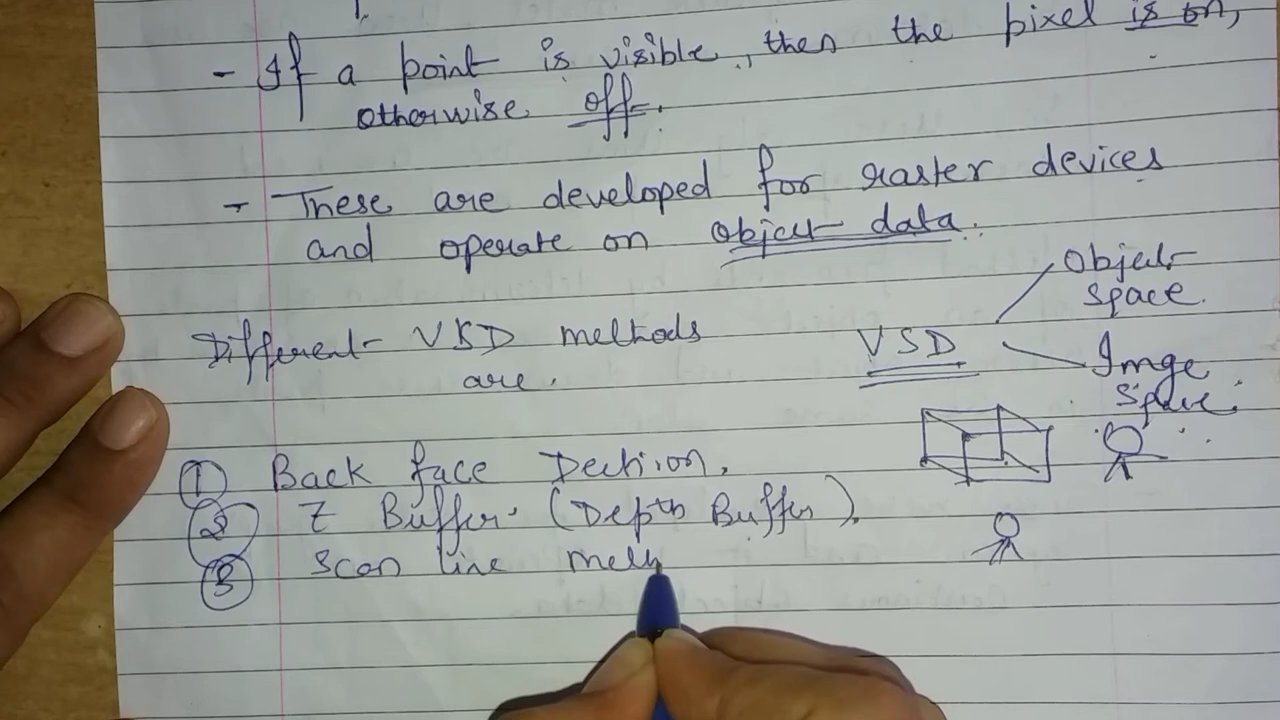 - If a point is visible, then the pixel is on,
otherwise off.
- These are developed for raster devices
and operate on object data.
Different VSD methods
are.
VSD
Object
space.
Imge
Space.
① Back face Dection.
② Z Buffer. (Depth Buffer).
③ Scan line meth